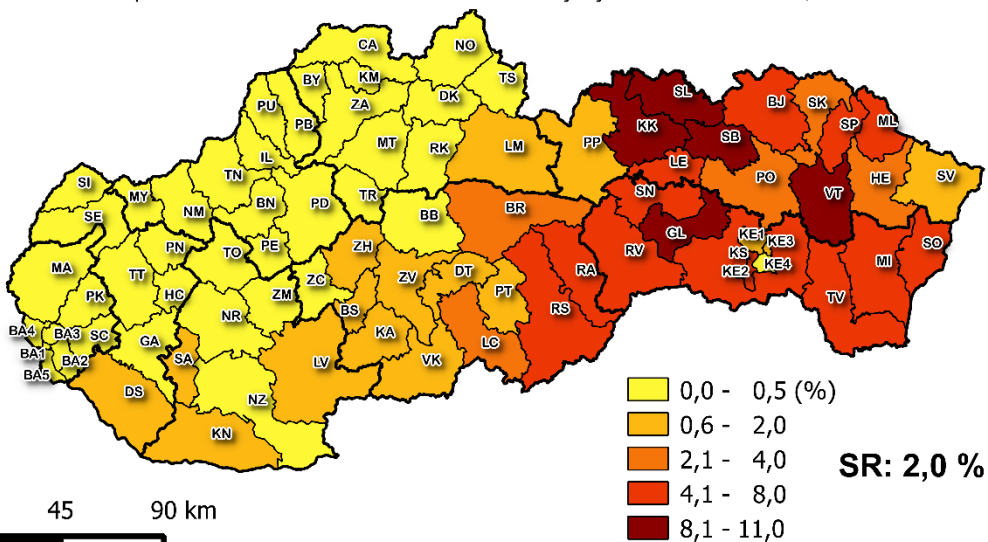 CA
NO
BY
KM
TS
PU
PB
ZA
DK
SL
BJ
SK
KK
SP
ML
MT
RK
LM
PP
SB
IL
LE
PO
HE
SV
TN
TR
SN
VT
SI
MY
BN
PD
BB
BR
NM
SE
GL
PN
TO
PE
ZH
RV
KE1
KE3
SO
MA
TT
KS
KE4
MI
KE2
HC
ZC
ZV
DT
RA
PK
ZM
PT
TV
NR
BS
RS
BA4
BA3
SC
GA
KA
LC
BA1
BA2
SA
VK
BA5
LV
DS
NZ
KN
0,0 - 0,5 (%)
0,6 - 2,0
2,1 - 4,0
SR: 2,0 %
4,1 - 8,0
8,1 - 11,0
45 90 km